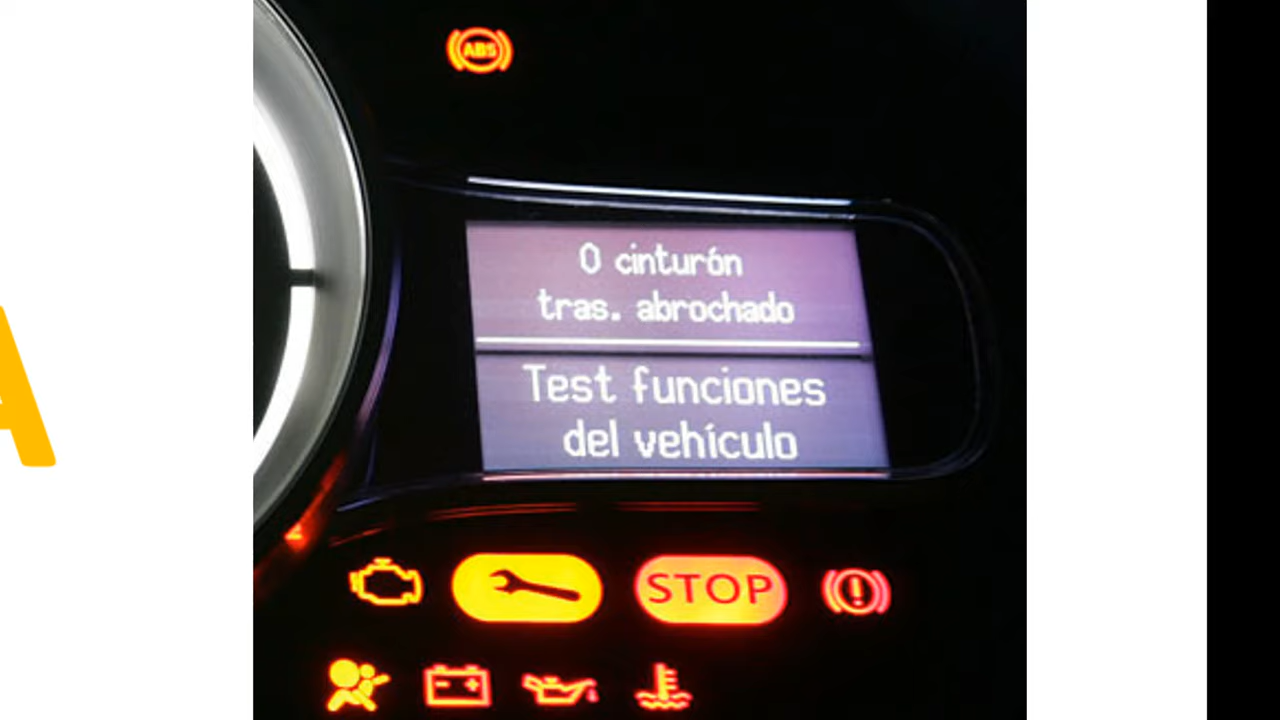 A
ABS
0 cinturón
tras. abrochado
Test funciones
del vehículo
STOP